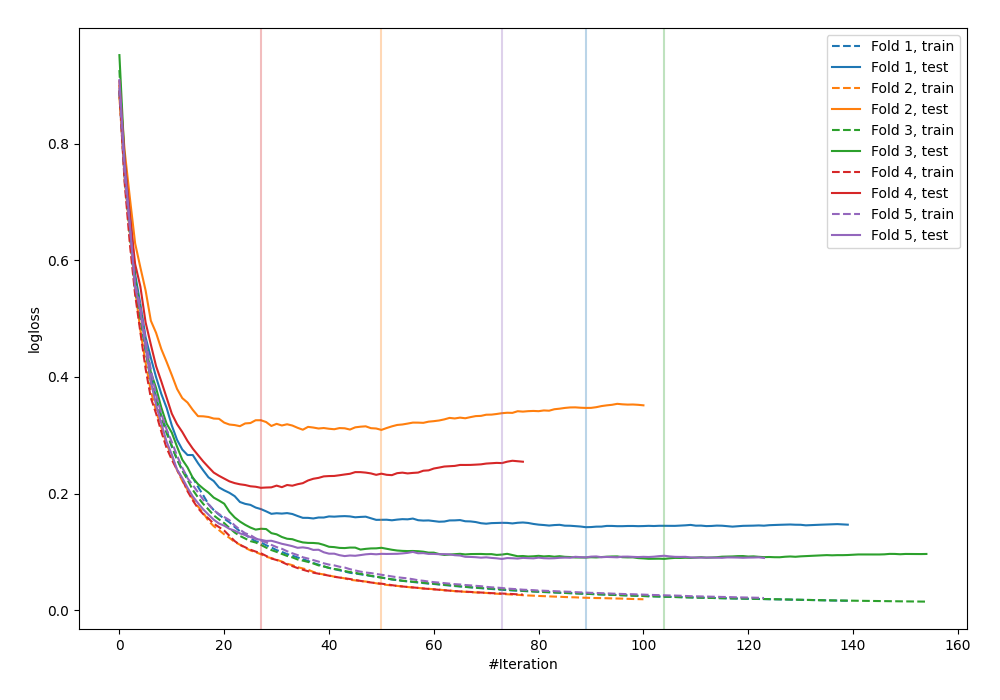 Fold 1, train
Fold 1, test
Fold 2, train
Fold 2, test
Fold 3, train
Fold 3, test
Fold 4, train
Fold 4, test
Fold 5, train
Fold 5, test
logloss
0.8
0.6
0.4
0.2
0.0
0 20 40 60 80 100 120 140 160
#Iteration